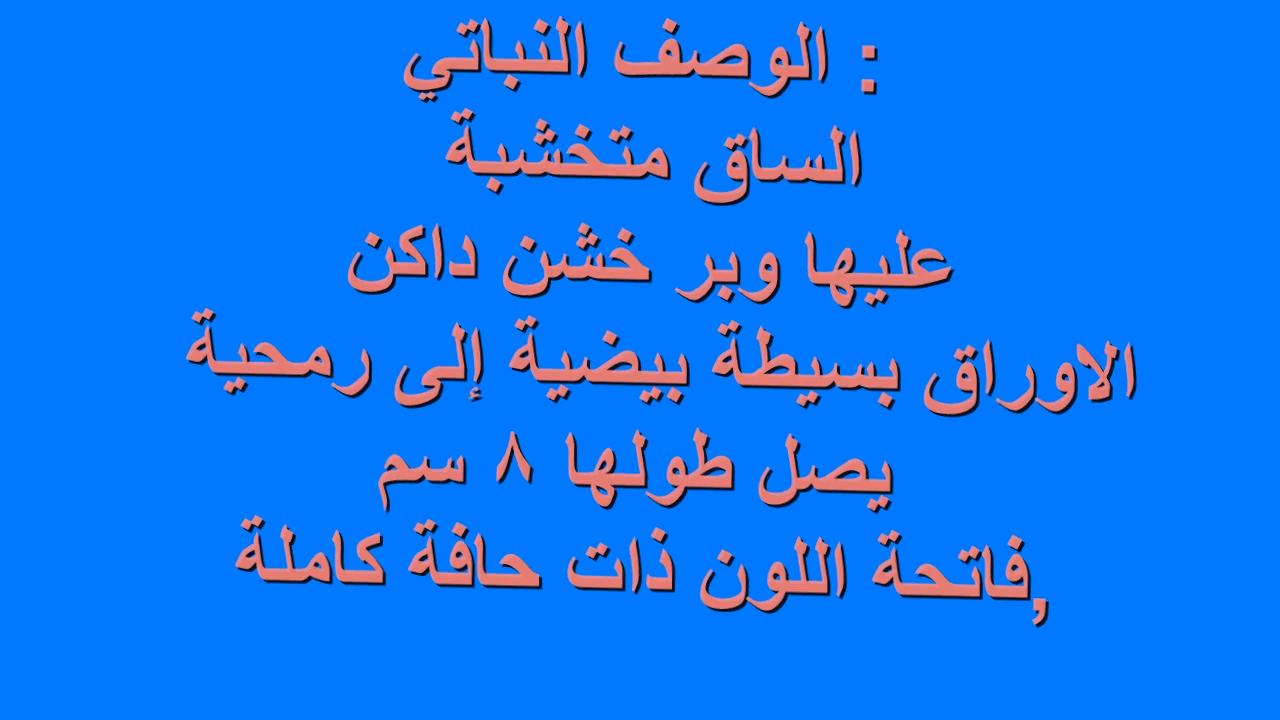 الوصف النباتي :
الساق متخشبة
عليها وبر خشن داكن
الاوراق بسيطة بيضية إلى رمحية
يصل طولها ٨ سم
,فاتحة اللون ذات حافة كاملة